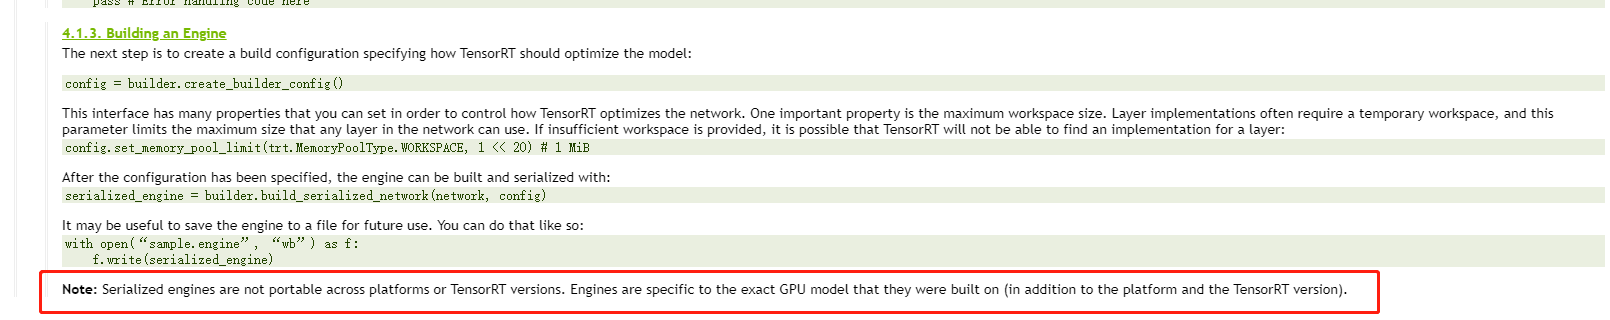 pass # Error handling code here
4.1.3. Building an Engine
The next step is to create a build configuration specifying how TensorRT should optimize the model:
config = builder.create_builder_config()
This interface has many properties that you can set in order to control how TensorRT optimizes the network. One important property is the maximum workspace size. Layer implementations often require a temporary workspace, and this
parameter limits the maximum size that any layer in the network can use. If insufficient workspace is provided, it is possible that TensorRT will not be able to find an implementation for a layer:
config.set_memory_pool_limit(trt.MemoryPoolType.WORKSPACE, 1 << 20) # 1 MiB
After the configuration has been specified, the engine can be built and serialized with:
serialized_engine = builder.build_serialized_network(network, config)
It may be useful to save the engine to a file for future use. You can do that like so:
with open(“sample.engine”, “wb”) as f:
f.write(serialized_engine)
Note: Serialized engines are not portable across platforms or TensorRT versions. Engines are specific to the exact GPU model that they were built on (in addition to the platform and the TensorRT version).